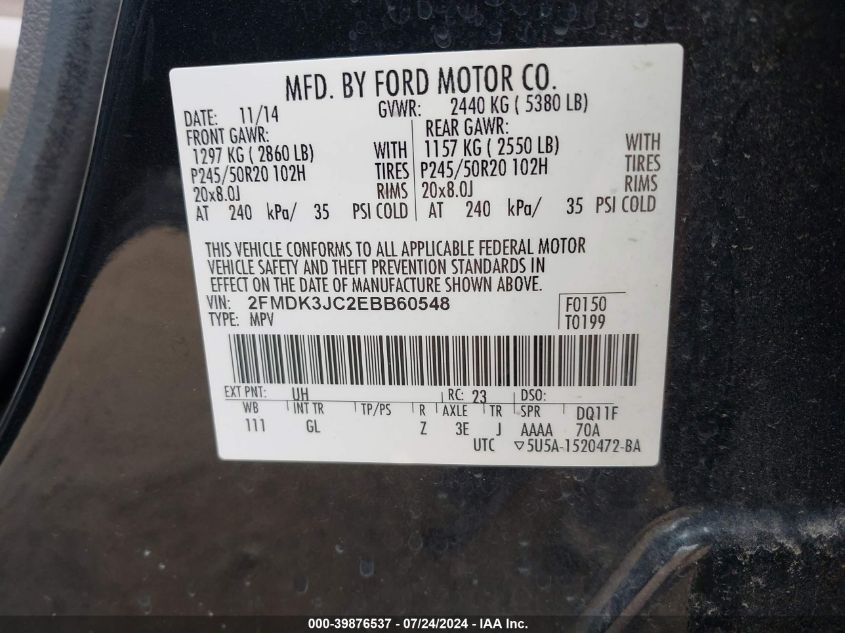 MFD. BY FORD MOTOR CO.
DATE: 11/14 GVWR: 2440 KG ( 5380 LB)
FRONT GAWR: REAR GAWR:
1297 KG ( 2860 LB) WITH 1157 KG ( 2550 LB) WITH
P245/50R20 102H TIRES P245/50R20 102H TIRES
20x8.0J RIMS 20x8.0J RIMS
AT 240 kPa/ 35 PSI COLD AT 240 kPa/ 35 PSI COLD
THIS VEHICLE CONFORMS TO ALL APPLICABLE FEDERAL MOTOR
VEHICLE SAFETY AND THEFT PREVENTION STANDARDS IN
EFFECT ON THE DATE OF MANUFACTURE SHOWN ABOVE.
VIN: 2FMDK3JC2EBB60548 F0150
TYPE: MPV T0199
EXT PNT: UH RC: 23 DSO:
WB INT TR TP/PS R AXLE TR SPR DQ11F
111 GL Z 3E J AAAA 70A
UTC ▽5U5A-1520472-BA
000-39876537 / 07/24/2024 - IAAI Inc.